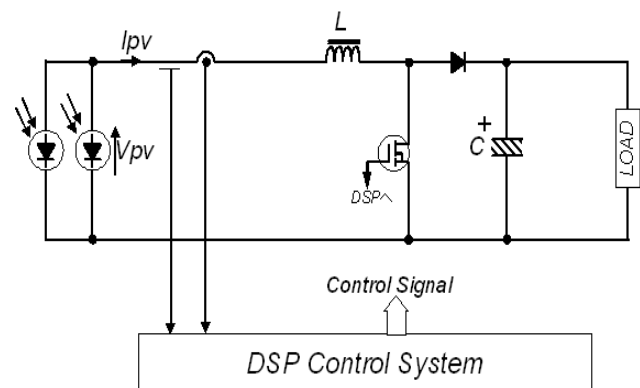 Ipv
L
Vpv
+
C
LOAD
DSP^
Control Signal
DSP Control System